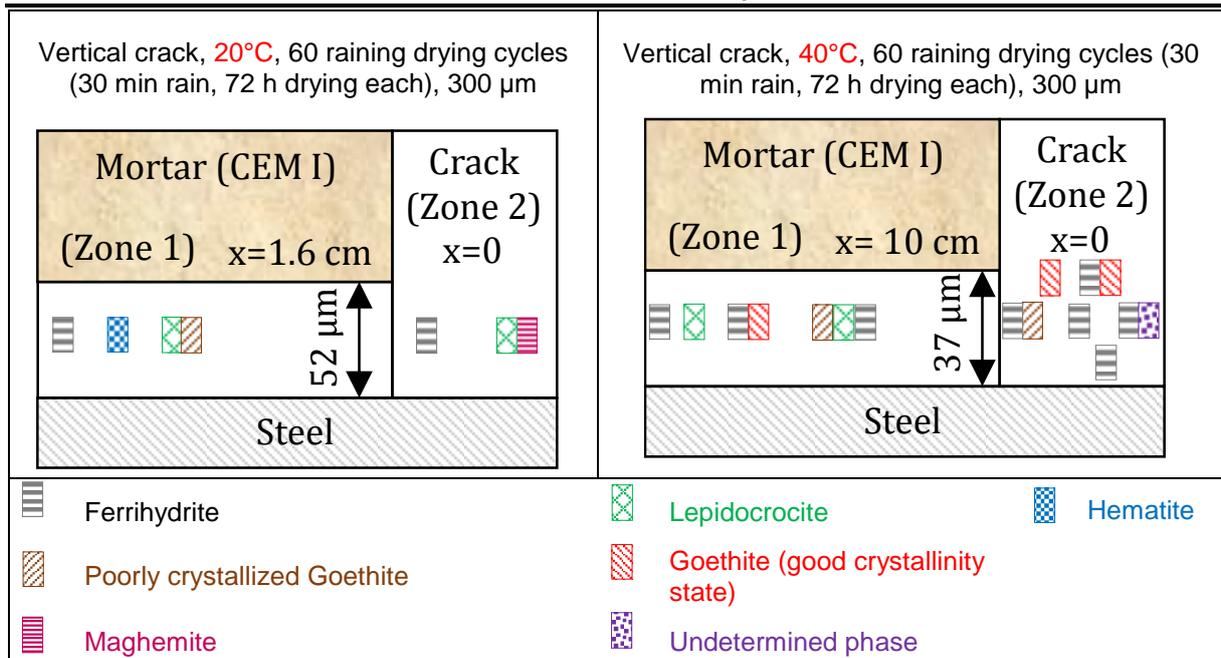 Vertical crack, 20°C, 60 raining drying cycles
(30 min rain, 72 h drying each), 300 µm
Mortar (CEM I)
(Zone 1) x=1.6 cm
Crack
(Zone 2)
x=0
52 µm
Steel
Vertical crack, 40°C, 60 raining drying cycles (30
min rain, 72 h drying each), 300 µm
Mortar (CEM I)
(Zone 1) x= 10 cm
Crack
(Zone 2)
x=0
37 µm
Steel
Ferrihydrite
Lepidocrocite
Hematite
Poorly crystallized Goethite
Goethite (good crystallinity
state)
Maghemite
Undetermined phase